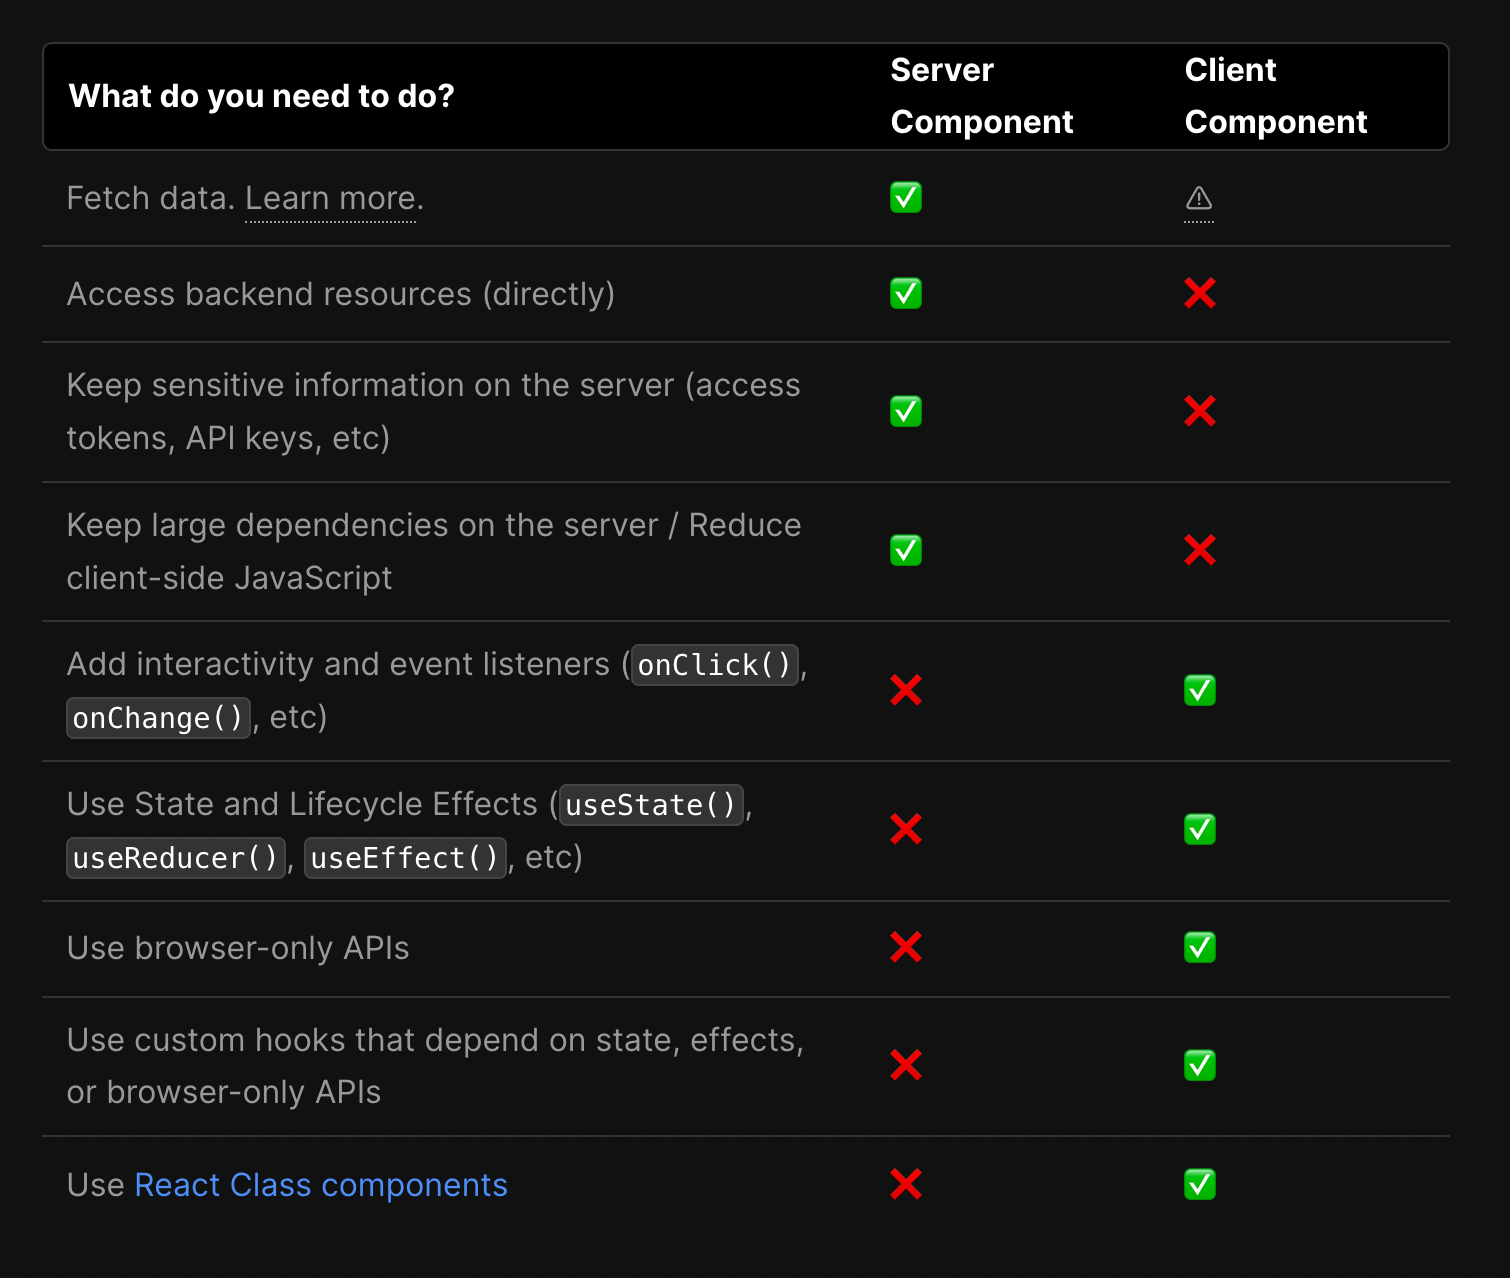 What do you need to do?
Server
Component
Client
Component
Fetch data. Learn more. ✅ ⚠
Access backend resources (directly) ✅ ❌
Keep sensitive information on the server (access
tokens, API keys, etc) ✅ ❌
Keep large dependencies on the server / Reduce
client-side JavaScript ✅ ❌
Add interactivity and event listeners (onClick(),
onChange(), etc) ❌ ✅
Use State and Lifecycle Effects (useState(),
useReducer(), useEffect(), etc) ❌ ✅
Use browser-only APIs ❌ ✅
Use custom hooks that depend on state, effects,
or browser-only APIs ❌ ✅
Use React Class components ❌ ✅